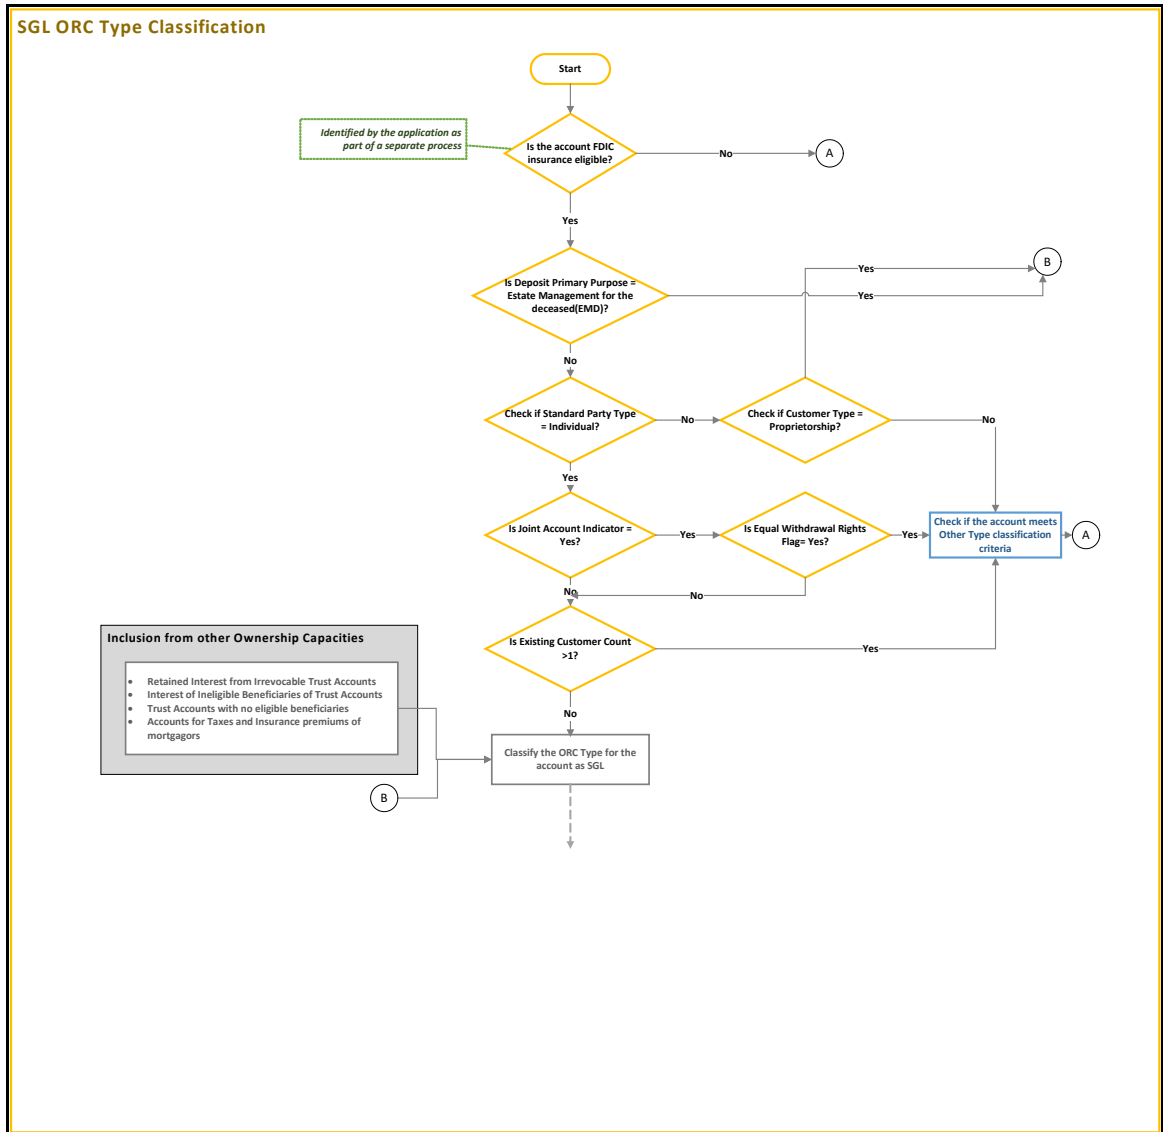 SGL ORC Type Classification
Start
Identified by the application as
part of a separate process
Is the account FDIC
insurance eligible?
No
A
Yes
Is Deposit Primary Purpose =
Estate Management for the
deceased(EMD)?
Yes
Yes
B
No
Check if Standard Party Type
= Individual?
No
Check if Customer Type =
Proprietorship?
No
Yes
Is Joint Account Indicator =
Yes?
Yes
Is Equal Withdrawal Rights
Flag= Yes?
Yes
Check if the account meets
Other Type classification
criteria
A
No
No
Is Existing Customer Count
>1?
Yes
Inclusion from other Ownership Capacities
• Retained Interest from Irrevocable Trust Accounts
• Interest of Ineligible Beneficiaries of Trust Accounts
• Trust Accounts with no eligible beneficiaries
• Accounts for Taxes and Insurance premiums of
mortgagors
No
Classify the ORC Type for the
account as SGL
B